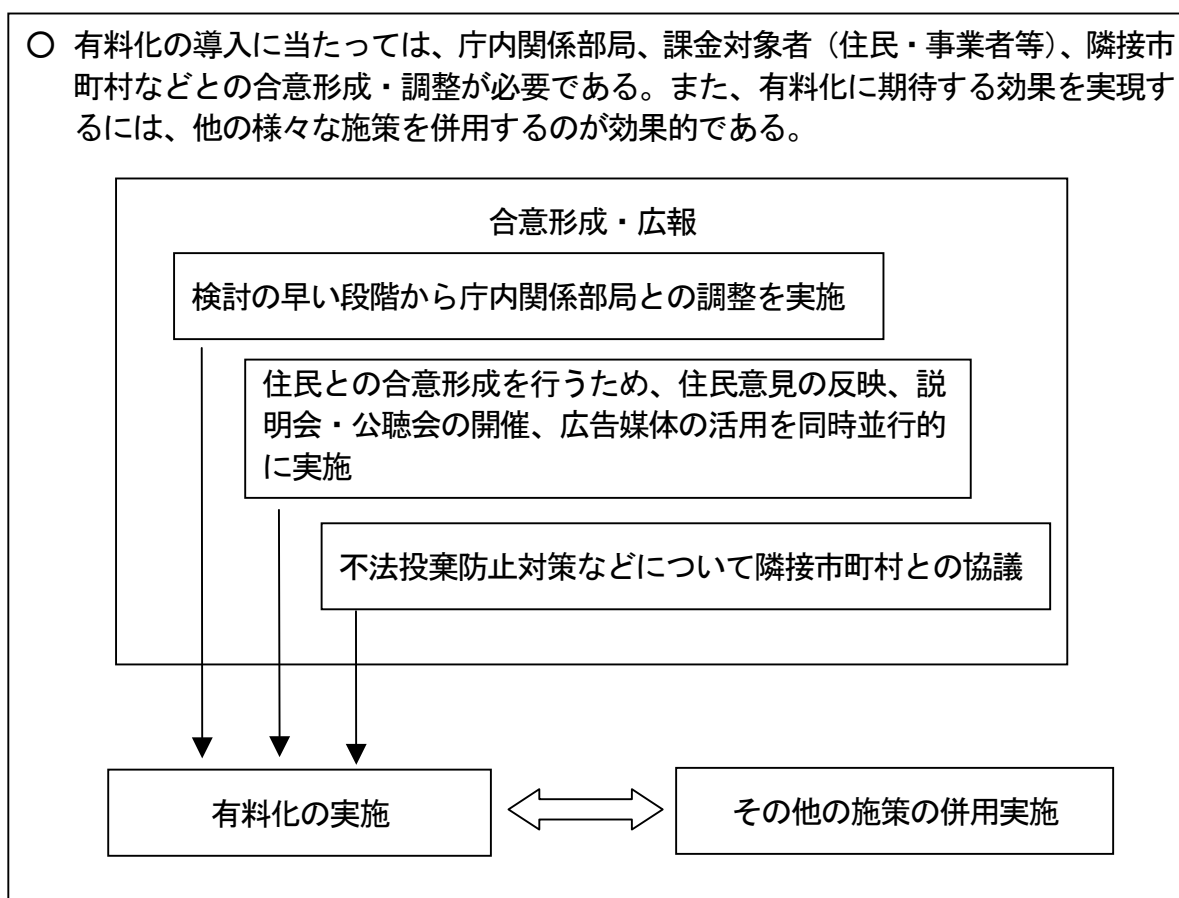 ○ 有料化の導入に当たっては、庁内関係部局、課金対象者（住民・事業者等）、隣接市
町村などとの合意形成・調整が必要である。また、有料化に期待する効果を実現す
るには、他の様々な施策を併用するのが効果的である。
合意形成・広報
検討の早い段階から庁内関係部局との調整を実施
住民との合意形成を行うため、住民意見の反映、説
明会・公聴会の開催、広告媒体の活用を同時並行的
に実施
不法投棄防止対策などについて隣接市町村との協議
有料化の実施
その他の施策の併用実施